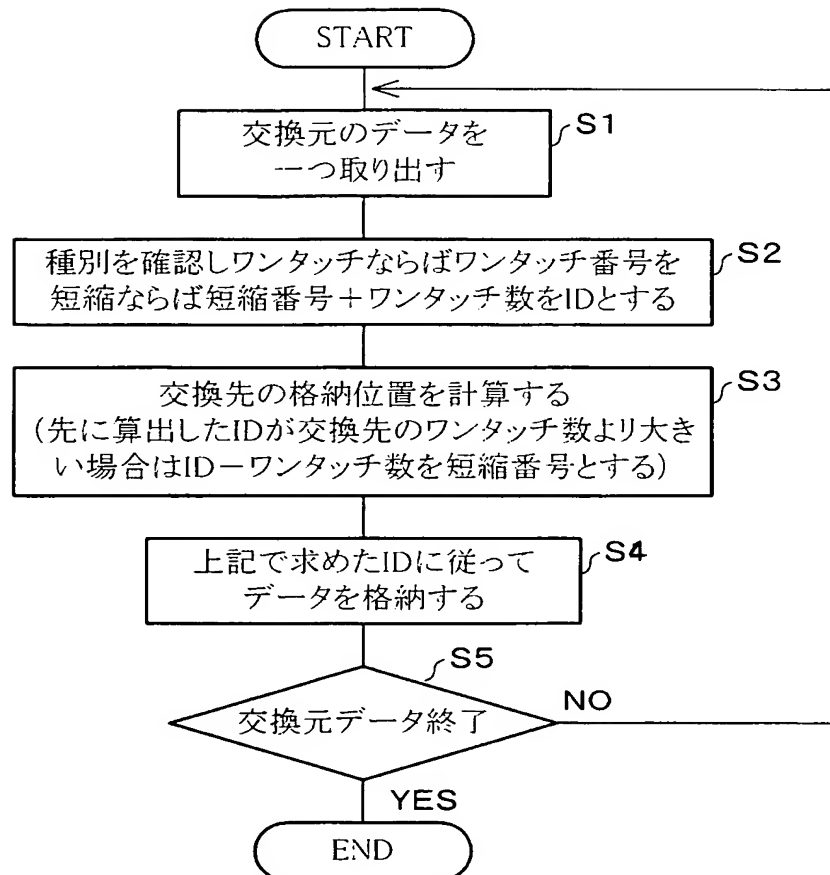 START
交換元のデータを
一つ取り出す
S1
種別を確認しワンタッチならばワンタッチ番号を
短縮ならば短縮番号+ワンタッチ数をIDとする
S2
交換先の格納位置を計算する
(先に算出したIDが交換先のワンタッチ数より大き
い場合はID-ワンタッチ数を短縮番号とする)
S3
上記で求めたIDに従って
データを格納する
S4
S5
交換元データ終了
NO
YES
END